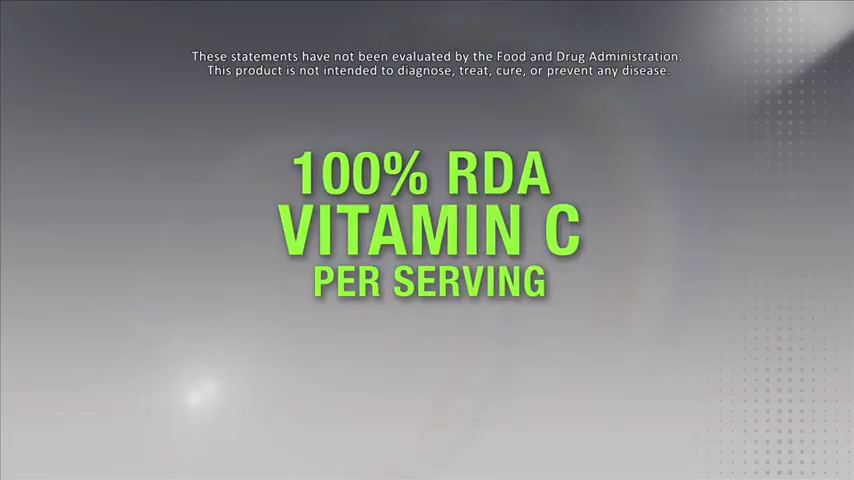 These statements have not been evaluated by the Food and Drug Administration.
This product is not intended to diagnose, treat, cure, or prevent any disease.
100% RDA
VITAMIN C
PER SERVING